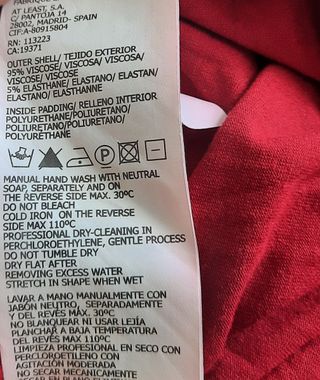 AT LEAST, S.A.
C/ PANTOJA 14
28002, MADRID- SPAIN
CIF:A-80915804
RN: 113223
CA:19371
OUTER SHELL/ TEJIDO EXTERIOR
95% VISCOSE/ VISCOSA/ VISCOSA/
VISCOSE/ VISCOSE
5% ELASTHANE/ ELASTANO/ ELASTAN/
ELASTANO/ ELASTHANNE
INSIDE PADDING/ RELLENO INTERIOR
POLYURETHANE/POLIURETANO/
POLIURETANO/POLIURETANO/
POLYURÉTHANE
P
MANUAL HAND WASH WITH NEUTRAL
SOAP, SEPARATELY AND ON
THE REVERSE SIDE MAX. 30ºC
DO NOT BLEACH
COLD IRON ON THE REVERSE
SIDE MAX 110ºC
PROFESSIONAL DRY-CLEANING IN
PERCHLOROETHYLENE, GENTLE PROCESS
DO NOT TUMBLE DRY
DRY FLAT AFTER
REMOVING EXCESS WATER
STRETCH IN SHAPE WHEN WET
LAVAR A MANO MANUALMENTE CON
JABÓN NEUTRO, SEPARADAMENTE
Y DEL REVÉS MAX. 30ºC
NO BLANQUEAR NI USAR LEJÍA
PLANCHAR A BAJA TEMPERATURA
DEL REVÉS MAX 110ºC
LIMPIEZA PROFESIONAL EN SECO CON
PERCLOROETILENO CON
CUIDADO MODERADO
NO SECAR MECÁNICAMENTE